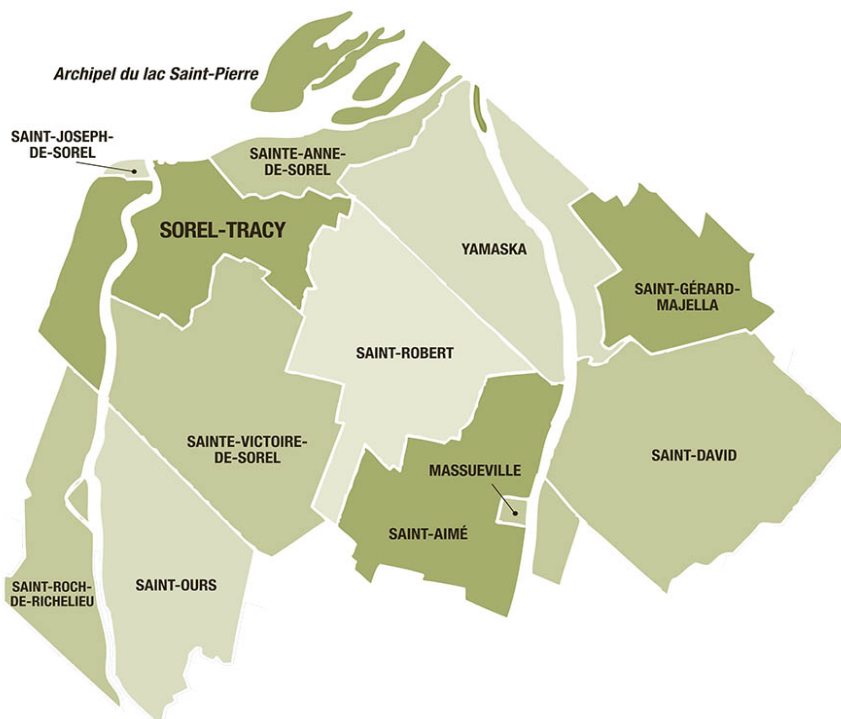 Archipel du lac Saint-Pierre
SAINT-JOSEPH-
DE-SOREL
SAINTE-ANNE-
DE-SOREL
SOREL-TRACY
YAMASKA
SAINT-GÉRARD-
MAJELLA
SAINT-ROBERT
SAINTE-VICTOIRE-
DE-SOREL
SAINT-DAVID
MASSUEVILLE
SAINT-AIMÉ
SAINT-ROCH-
DE-RICHELIEU
SAINT-OURS